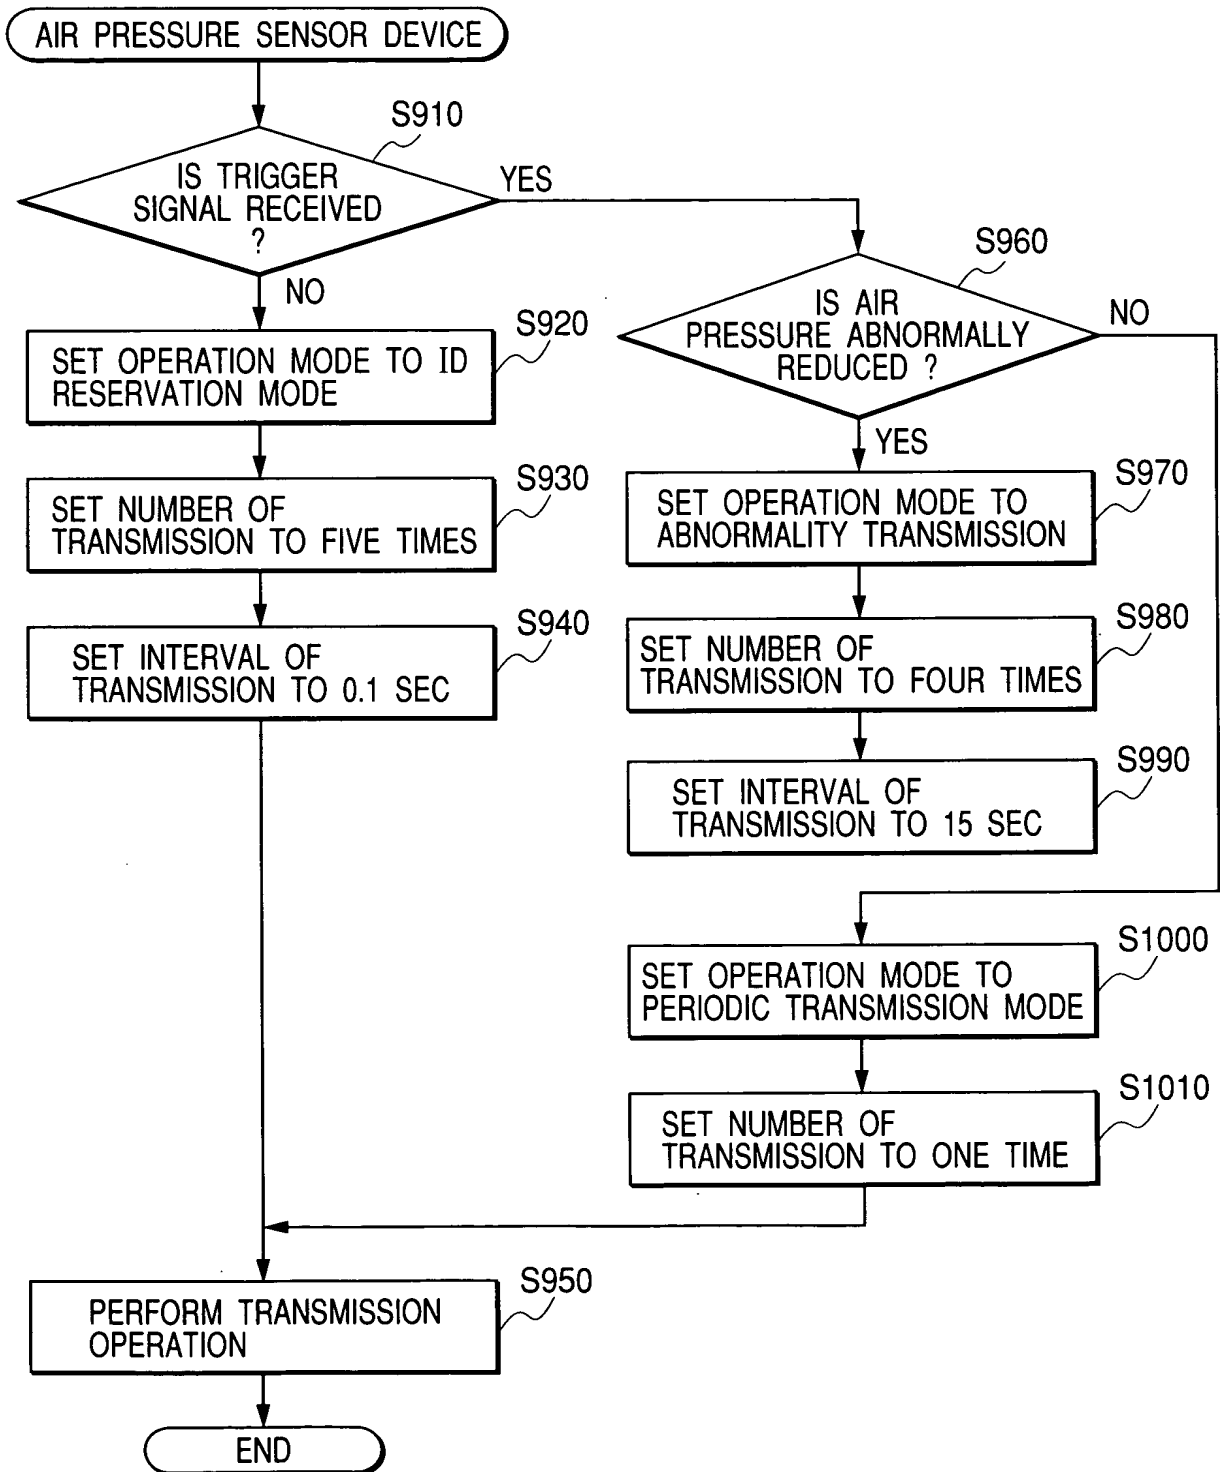 AIR PRESSURE SENSOR DEVICE
S910
IS TRIGGER
SIGNAL RECEIVED
?
YES
NO
S920
SET OPERATION MODE TO ID
RESERVATION MODE
S930
SET NUMBER OF
TRANSMISSION TO FIVE TIMES
S940
SET INTERVAL OF
TRANSMISSION TO 0.1 SEC
S960
IS AIR
PRESSURE ABNORMALLY
REDUCED ?
NO
YES
S970
SET OPERATION MODE TO
ABNORMALITY TRANSMISSION
S980
SET NUMBER OF
TRANSMISSION TO FOUR TIMES
S990
SET INTERVAL OF
TRANSMISSION TO 15 SEC
S1000
SET OPERATION MODE TO
PERIODIC TRANSMISSION MODE
S1010
SET NUMBER OF
TRANSMISSION TO ONE TIME
S950
PERFORM TRANSMISSION
OPERATION
END